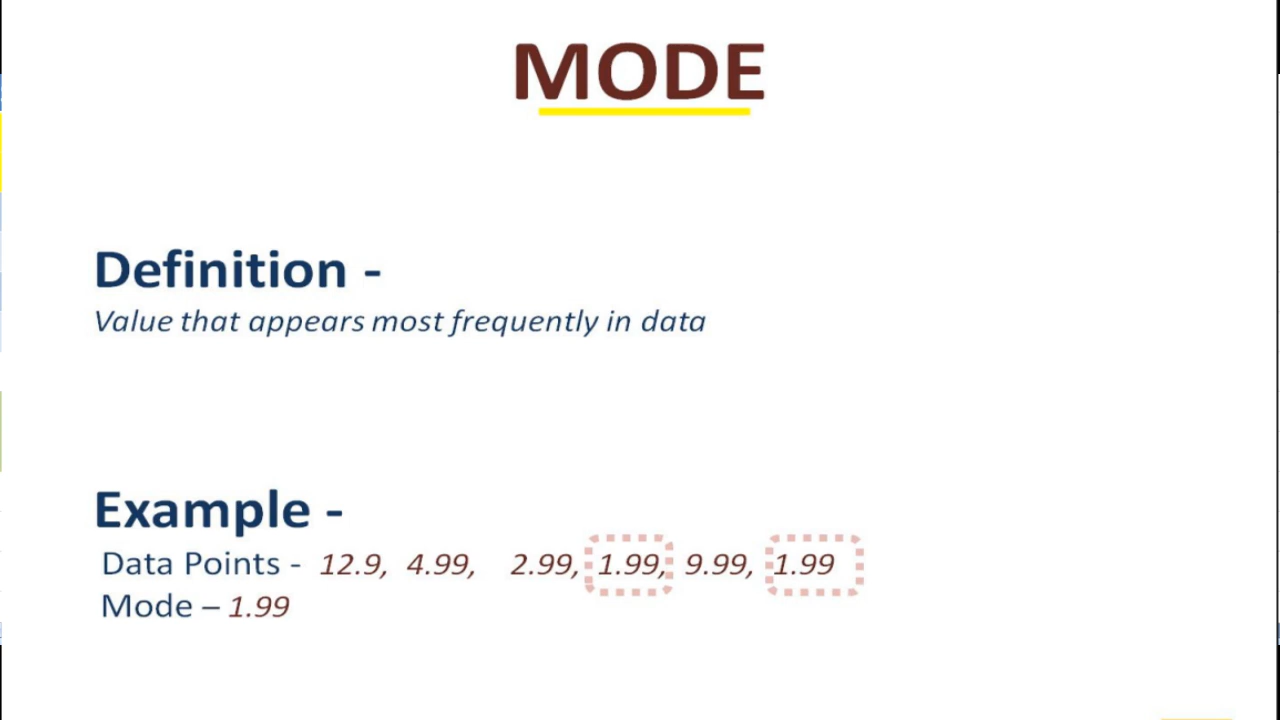 MODE
Definition -
Value that appears most frequently in data
Example -
Data Points - 12.9, 4.99, 2.99, 1.99, 9.99, 1.99
Mode – 1.99